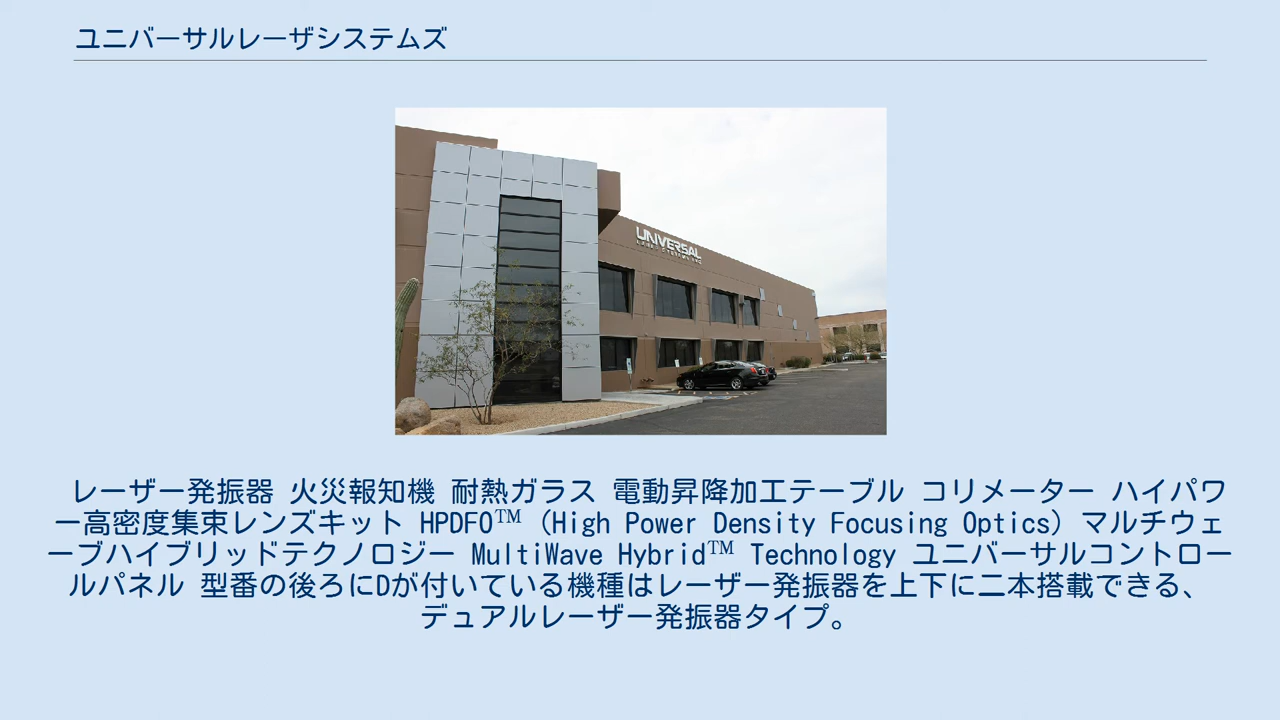 ユニバーサルレーザシステムズ
UNIVERSAL
レーザー発振器 火災報知機 耐熱ガラス 電動昇降加工テーブル コリメーター ハイパワ
ー高密度集束レンズキット HPDFO™ (High Power Density Focusing Optics) マルチウェ
ーブハイブリッドテクノロジー MultiWave Hybrid™ Technology ユニバーサルコントロー
ルパネル 型番の後ろにDが付いている機種はレーザー発振器を上下に二本搭載できる、
デュアルレーザー発振器タイプ。